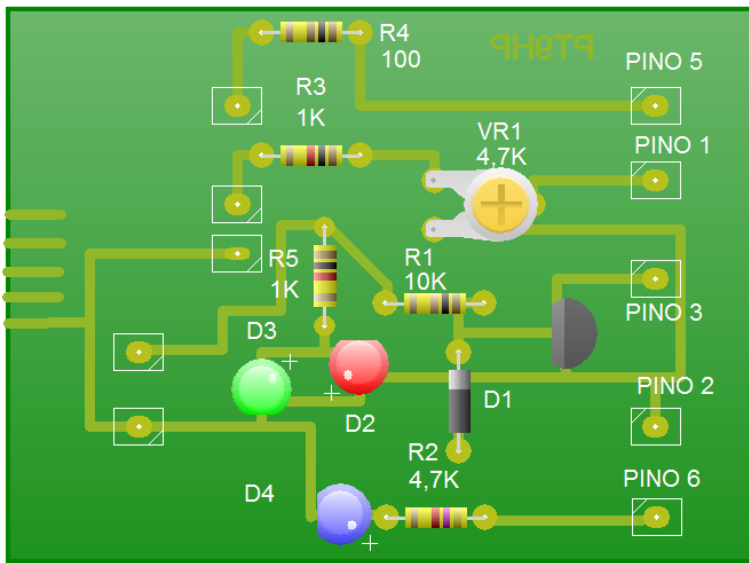 R4
100
PT9HP
PINO 5
R3
1K
VR1
4,7K
PINO 1
R5
1K
R1
10K
PINO 3
D3
D1
PINO 2
D2
R2
4,7K
D4
PINO 6